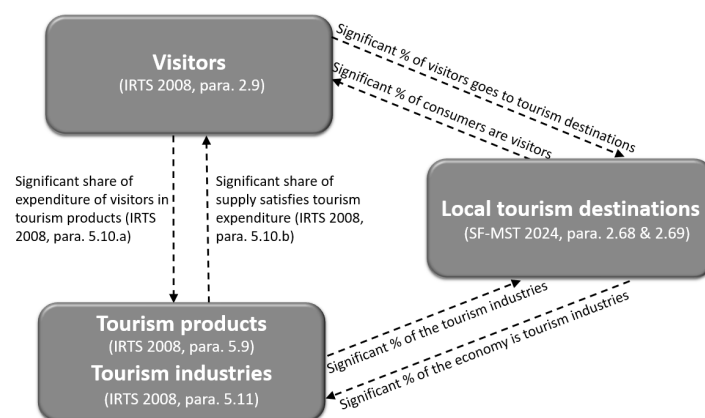 Visitors
(IRTS 2008, para. 2.9)
Significant % of visitors goes to tourism destinations
Significant % of consumers are visitors
Significant share of
expenditure of visitors in
tourism products (IRTS
2008, para. 5.10.a)
Significant share of
supply satisfies tourism
expenditure (IRTS 2008,
para. 5.10.b)
Local tourism destinations
(SF-MST 2024, para. 2.68 & 2.69)
Tourism products
(IRTS 2008, para. 5.9)
Tourism industries
(IRTS 2008, para. 5.11)
Significant % of the tourism industries
Significant % of the economy is tourism industries